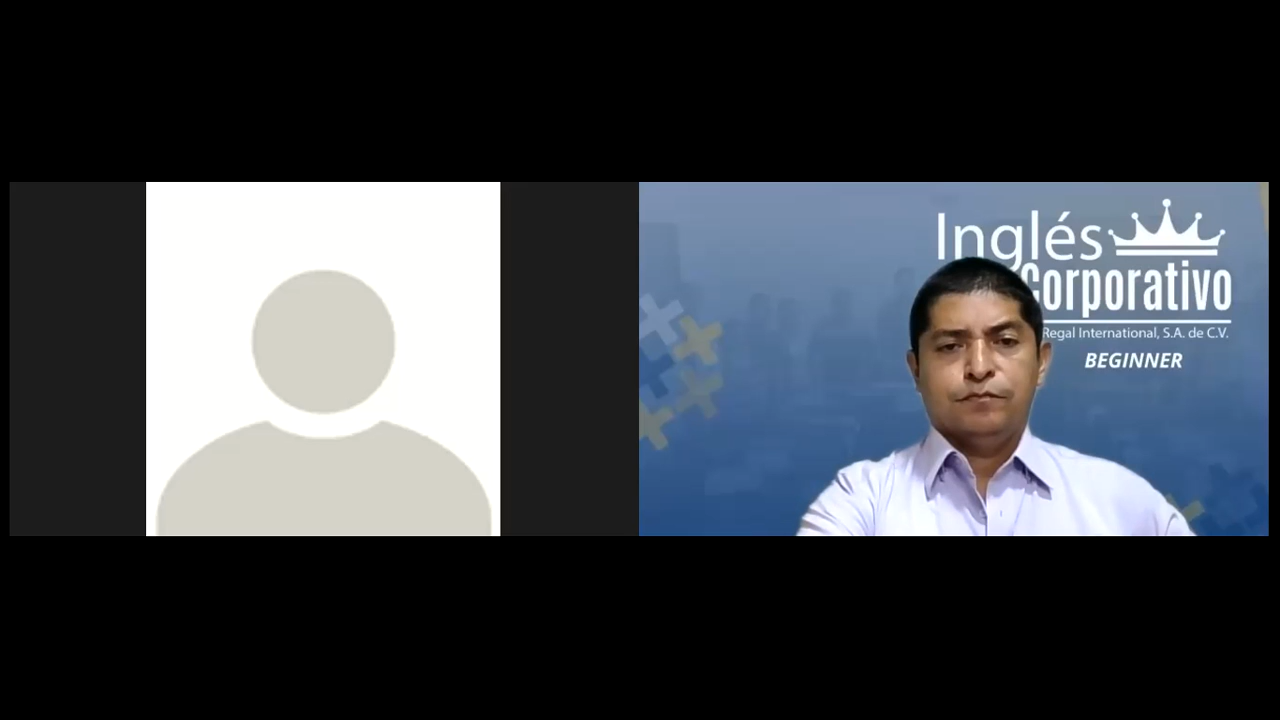 Inglés
Corporativo
Regal International, S.A. de C.V.
BEGINNER